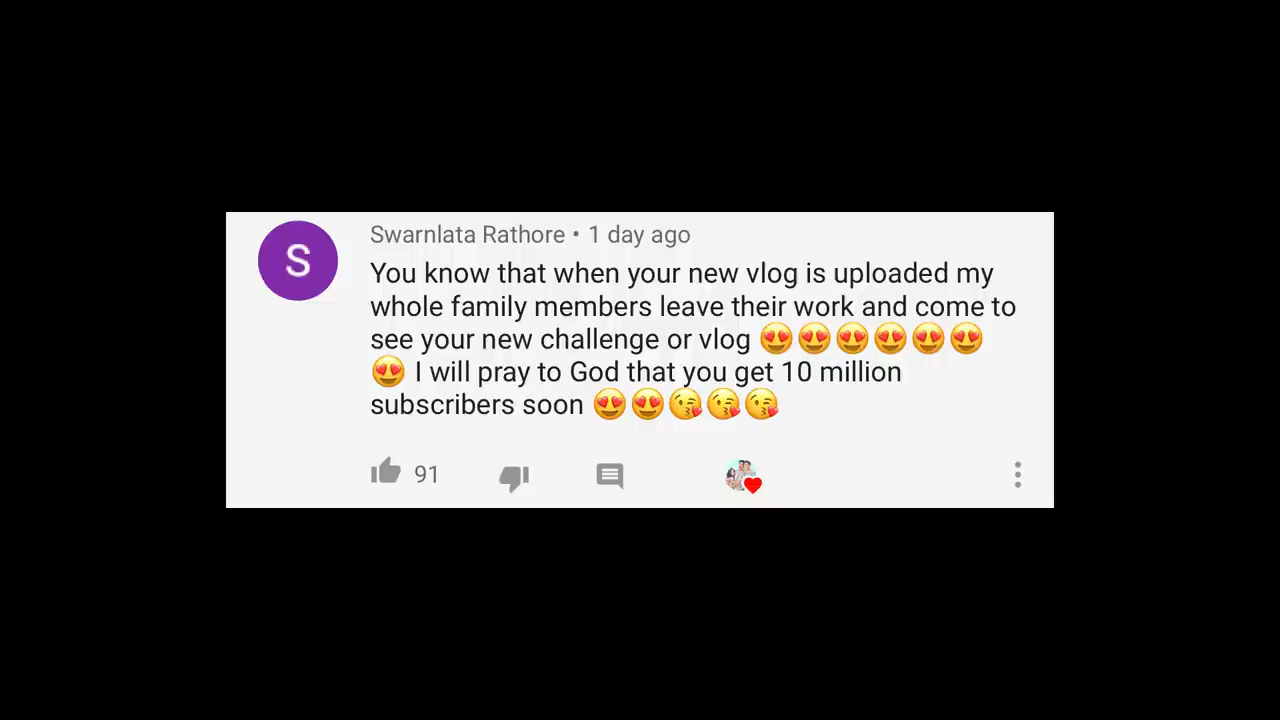 S
Swarnlata Rathore • 1 day ago
You know that when your new vlog is uploaded my
whole family members leave their work and come to
see your new challenge or vlog 😍😍😍😍😍😍
😍 I will pray to God that you get 10 million
subscribers soon 😍😍😘😘😘
91